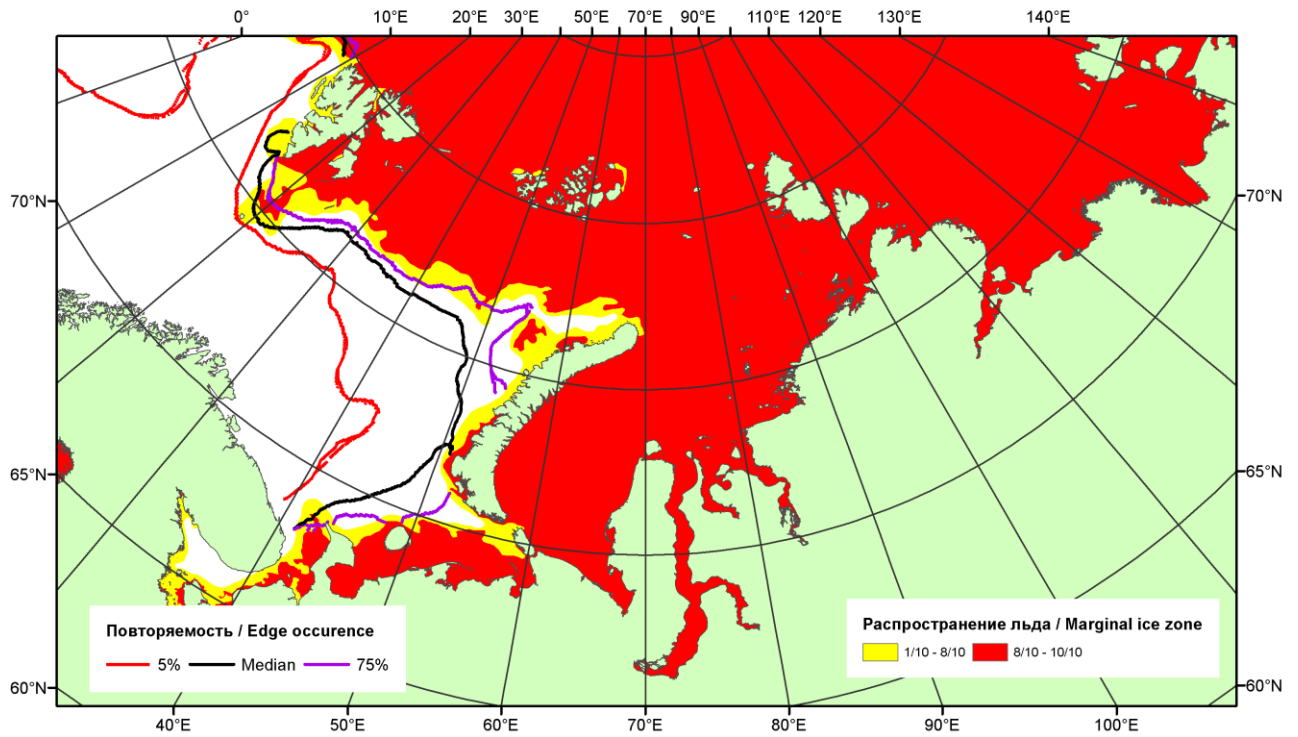 0° 10°E 20°E 30°E 50°E 70°E 90°E 110°E 120°E 130°E 140°E
70°N 70°N
65°N 65°N
60°N 60°N
Повторяемость / Edge occurence
5% Median 75%
Распространение льда / Marginal ice zone
1/10 - 8/10 8/10 - 10/10
40°E 50°E 60°E 70°E 80°E 90°E 100°E